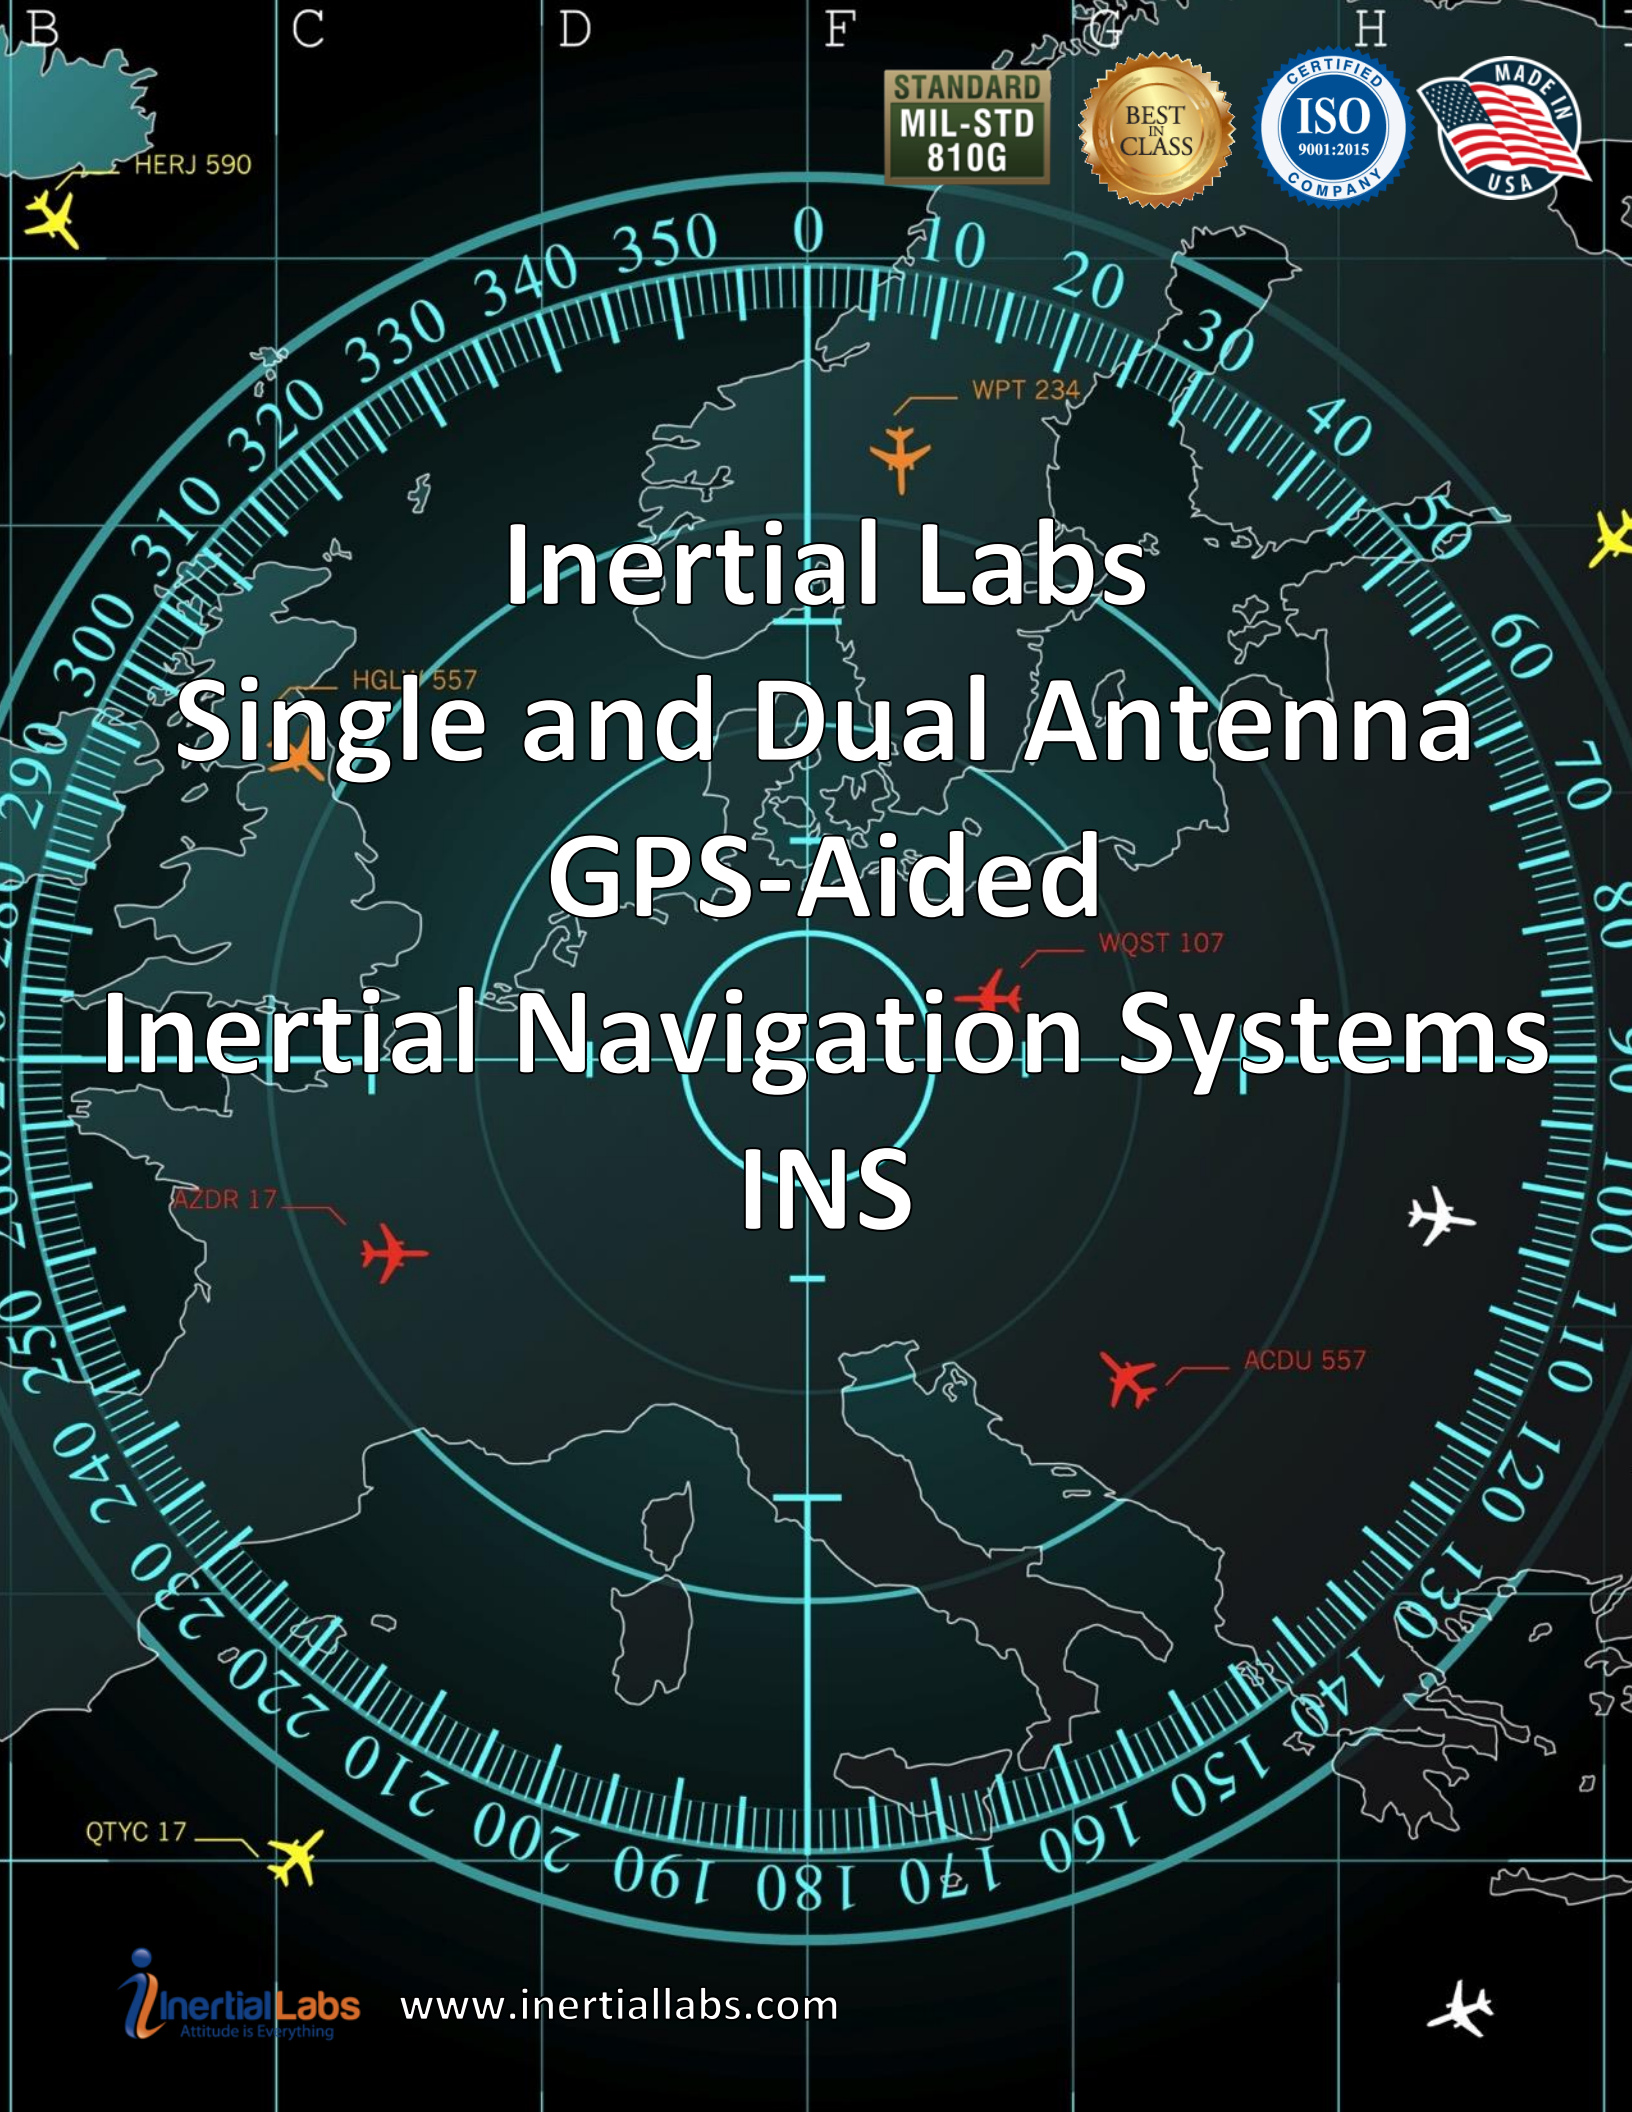 B C D F G H
STANDARD
MIL-STD
810G
BEST
IN
CLASS
CERTIFIED
ISO
9001:2015
COMPANY
MADE IN
USA
HERJ 590
350 0 10
340 20
330 30
320 40
310 50
300 60
290 70
280 80
90
WPT 234
Inertial Labs
HGLW 557
Single and Dual Antenna
GPS-Aided
WQST 107
Inertial Navigation Systems
INS
AZDR 17
ACDU 557
100
250 110
240 120
230 130
220 140
210 150
200 160
190 180 170
QTYC 17
Inertial Labs
Attitude is Everything
www.inertiallabs.com